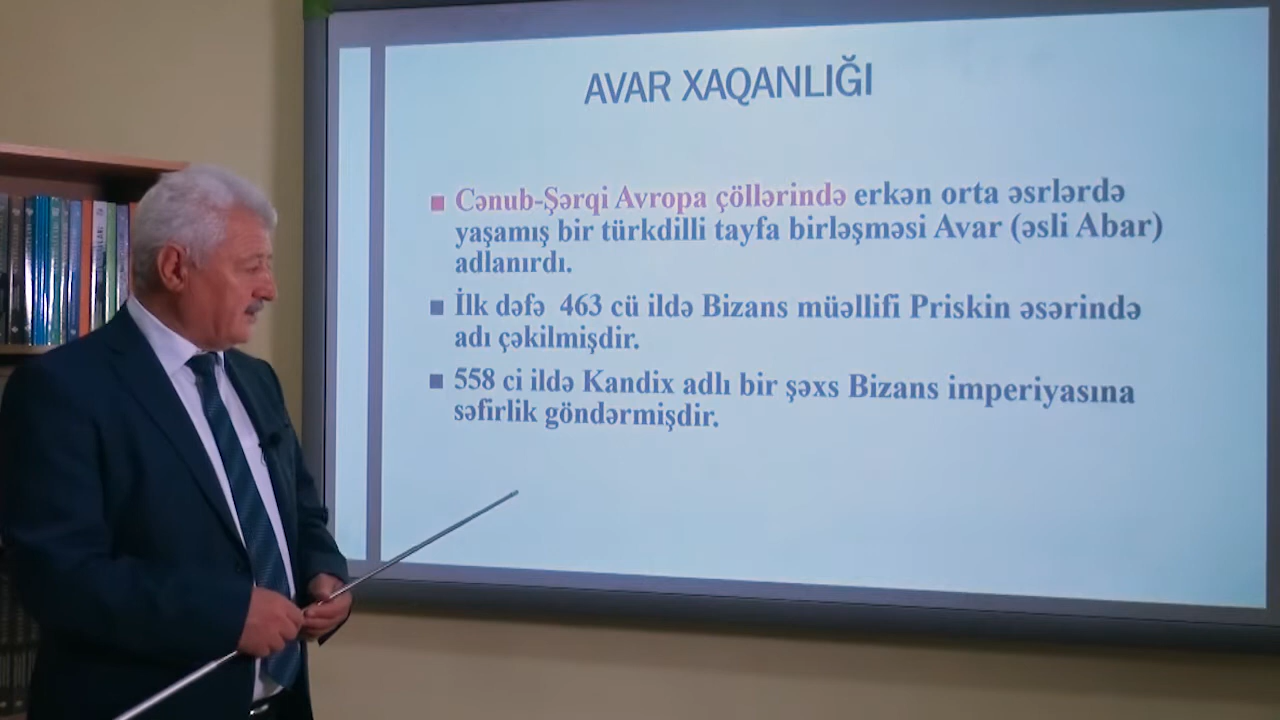 AVAR XAQANLIĞI
Cənub-Şərqi Avropa çöllərində erkən orta əsrlərdə
yaşamış bir türkdilli tayfa birləşməsi Avar (əsli Abar)
adlanırdı.
İlk dəfə 463 cü ildə Bizans müəllifi Priskin əsərində
adı çəkilmişdir.
558 ci ildə Kandix adlı bir şəxs Bizans imperiyasına
səfirlik göndərmişdir.